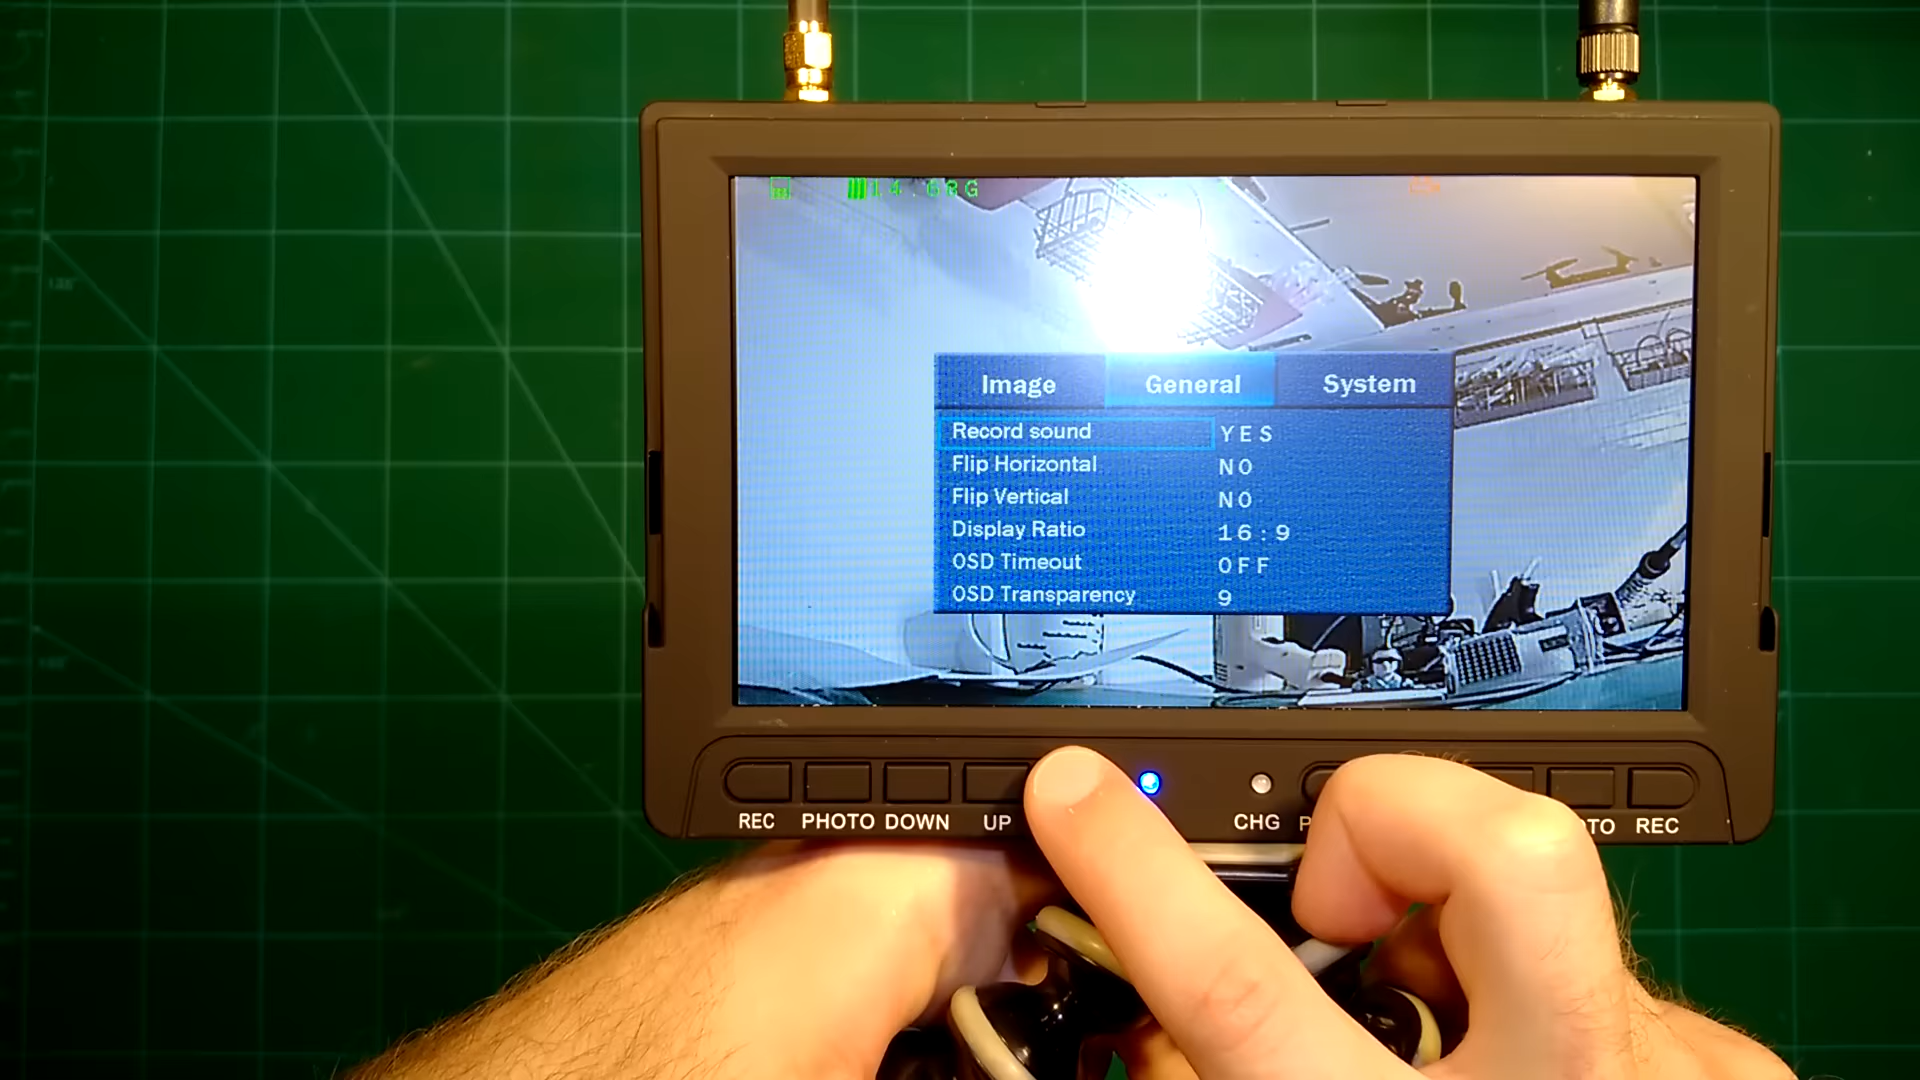 Image General System
Record sound YES
Flip Horizontal NO
Flip Vertical NO
Display Ratio 16:9
OSD Timeout OFF
OSD Transparency 9
REC PHOTO DOWN UP CHG REC